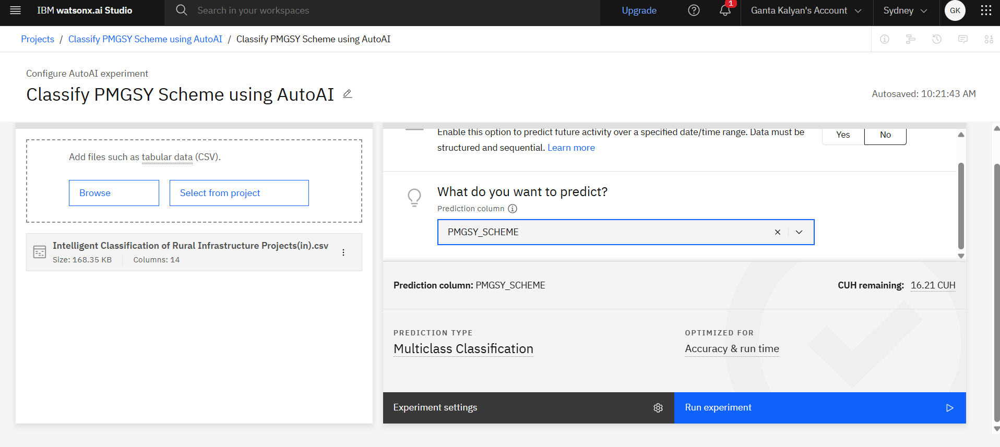 IBM watsonx.ai Studio
Search in your workspaces
Upgrade
1
Ganta Kalyan's Account
Sydney
GK
Projects / Classify PMGSY Scheme using AutoAI / Classify PMGSY Scheme using AutoAI
Configure AutoAI experiment
Classify PMGSY Scheme using AutoAI
Autosaved: 10:21:43 AM
Add files such as tabular data (CSV).
Browse
Select from project
Intelligent Classification of Rural Infrastructure Projects(in).csv
Size: 168.35 KB
Columns: 14
Enable this option to predict future activity over a specified date/time range. Data must be
structured and sequential. Learn more
Yes
No
What do you want to predict?
Prediction column
PMGSY_SCHEME
Prediction column: PMGSY_SCHEME
CUH remaining: 16.21 CUH
PREDICTION TYPE
Multiclass Classification
OPTIMIZED FOR
Accuracy & run time
Experiment settings
Run experiment